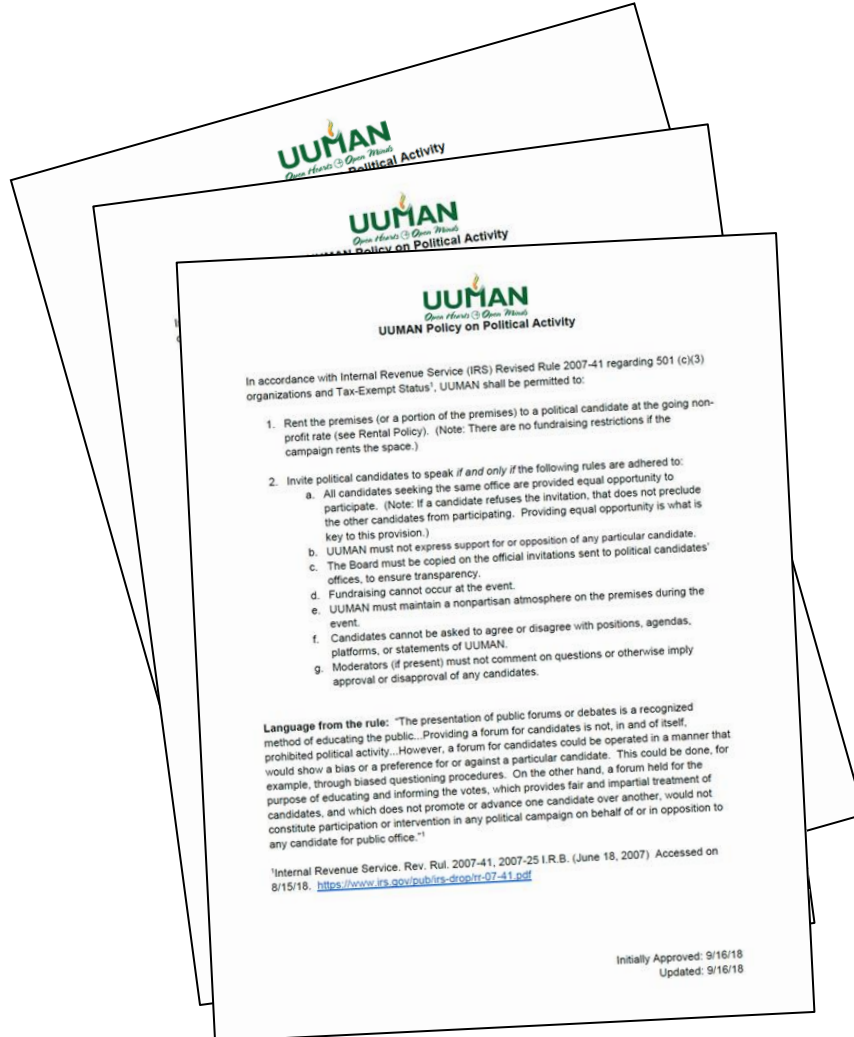 UUMAN
Open Hearts Open Minds
Political Activity
UUMAN
Open Hearts Open Minds
UUMAN Policy on Political Activity
UUMAN
Open Hearts Open Minds
UUMAN Policy on Political Activity
In accordance with Internal Revenue Service (IRS) Revised Rule 2007-41 regarding 501 (c)(3)
organizations and Tax-Exempt Status¹, UUMAN shall be permitted to:
1. Rent the premises (or a portion of the premises) to a political candidate at the going non-
profit rate (see Rental Policy). (Note: There are no fundraising restrictions if the
campaign rents the space.)
2. Invite political candidates to speak if and only if the following rules are adhered to:
a. All candidates seeking the same office are provided equal opportunity to
participate. (Note: If a candidate refuses the invitation, that does not preclude
the other candidates from participating. Providing equal opportunity is what is
key to this provision.)
b. UUMAN must not express support for or opposition of any particular candidate.
c. The Board must be copied on the official invitations sent to political candidates'
offices, to ensure transparency.
d. Fundraising cannot occur at the event.
e. UUMAN must maintain a nonpartisan atmosphere on the premises during the
event.
f. Candidates cannot be asked to agree or disagree with positions, agendas,
platforms, or statements of UUMAN.
g. Moderators (if present) must not comment on questions or otherwise imply
approval or disapproval of any candidates.
Language from the rule: "The presentation of public forums or debates is a recognized
method of educating the public...Providing a forum for candidates is not, in and of itself,
prohibited political activity...However, a forum for candidates could be operated in a manner that
would show a bias or a preference for or against a particular candidate. This could be done, for
example, through biased questioning procedures. On the other hand, a forum held for the
purpose of educating and informing the votes, which provides fair and impartial treatment of
candidates, and which does not promote or advance one candidate over another, would not
constitute participation or intervention in any political campaign on behalf of or in opposition to
any candidate for public office."¹
¹Internal Revenue Service. Rev. Rul. 2007-41, 2007-25 I.R.B. (June 18, 2007) Accessed on
8/15/18. https://www.irs.gov/pub/irs-drop/rr-07-41.pdf
Initially Approved: 9/16/18
Updated: 9/16/18